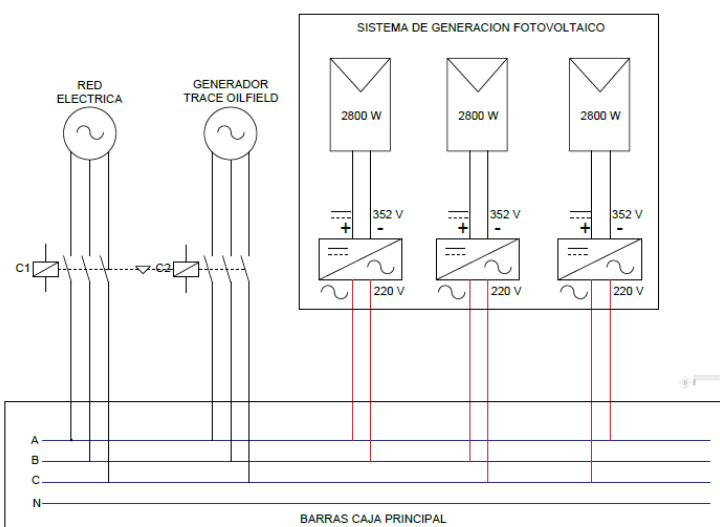 SISTEMA DE GENERACION FOTOVOLTAICO
RED
ELECTRICA
GENERADOR
TRACE OILFIELD
2800 W
2800 W
2800 W
352 V
352 V
352 V
+ -
+ -
+ -
C1
C2
220 V
220 V
220 V
A
B
C
N
BARRAS CAJA PRINCIPAL